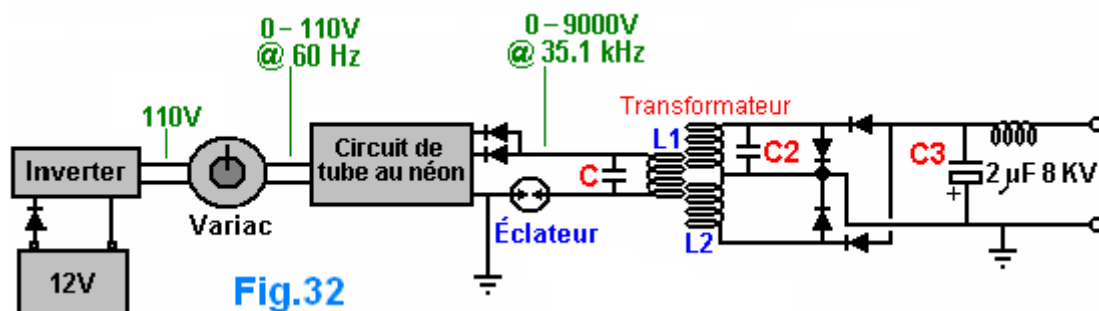 0–110V
@ 60 Hz
0–9000V
@ 35.1 kHz
110V
Transformateur
Inverter
Variac
Circuit de
tube au néon
C
Éclateur
L1
L2
C2
C3
+
2 µF 8 KV
12V
Fig.32